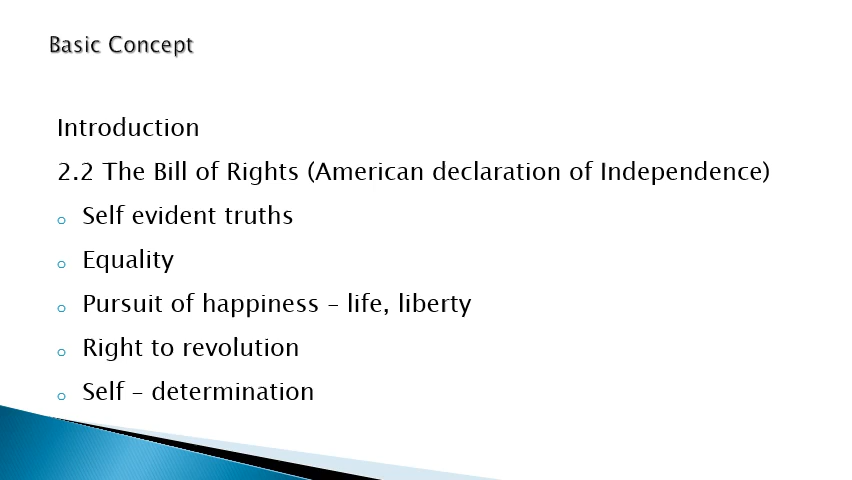 Basic Concept
Introduction
2.2 The Bill of Rights (American declaration of Independence)
Self evident truths
Equality
Pursuit of happiness – life, liberty
Right to revolution
Self – determination